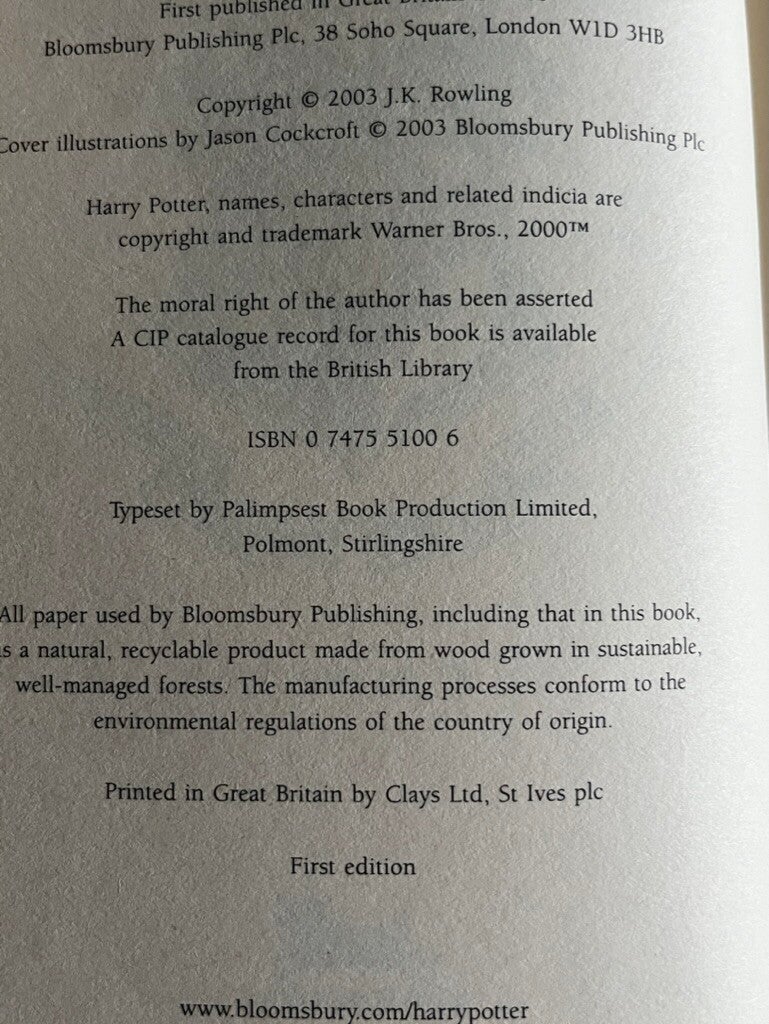 First published in Great Britain
Bloomsbury Publishing Plc, 38 Soho Square, London W1D 3HB
Copyright © 2003 J.K. Rowling
Cover illustrations by Jason Cockcroft © 2003 Bloomsbury Publishing Plc
Harry Potter, names, characters and related indicia are
copyright and trademark Warner Bros., 2000™
The moral right of the author has been asserted
A CIP catalogue record for this book is available
from the British Library
ISBN 0 7475 5100 6
Typeset by Palimpsest Book Production Limited,
Polmont, Stirlingshire
All paper used by Bloomsbury Publishing, including that in this book,
is a natural, recyclable product made from wood grown in sustainable,
well-managed forests. The manufacturing processes conform to the
environmental regulations of the country of origin.
Printed in Great Britain by Clays Ltd, St Ives plc
First edition
www.bloomsbury.com/harrypotter